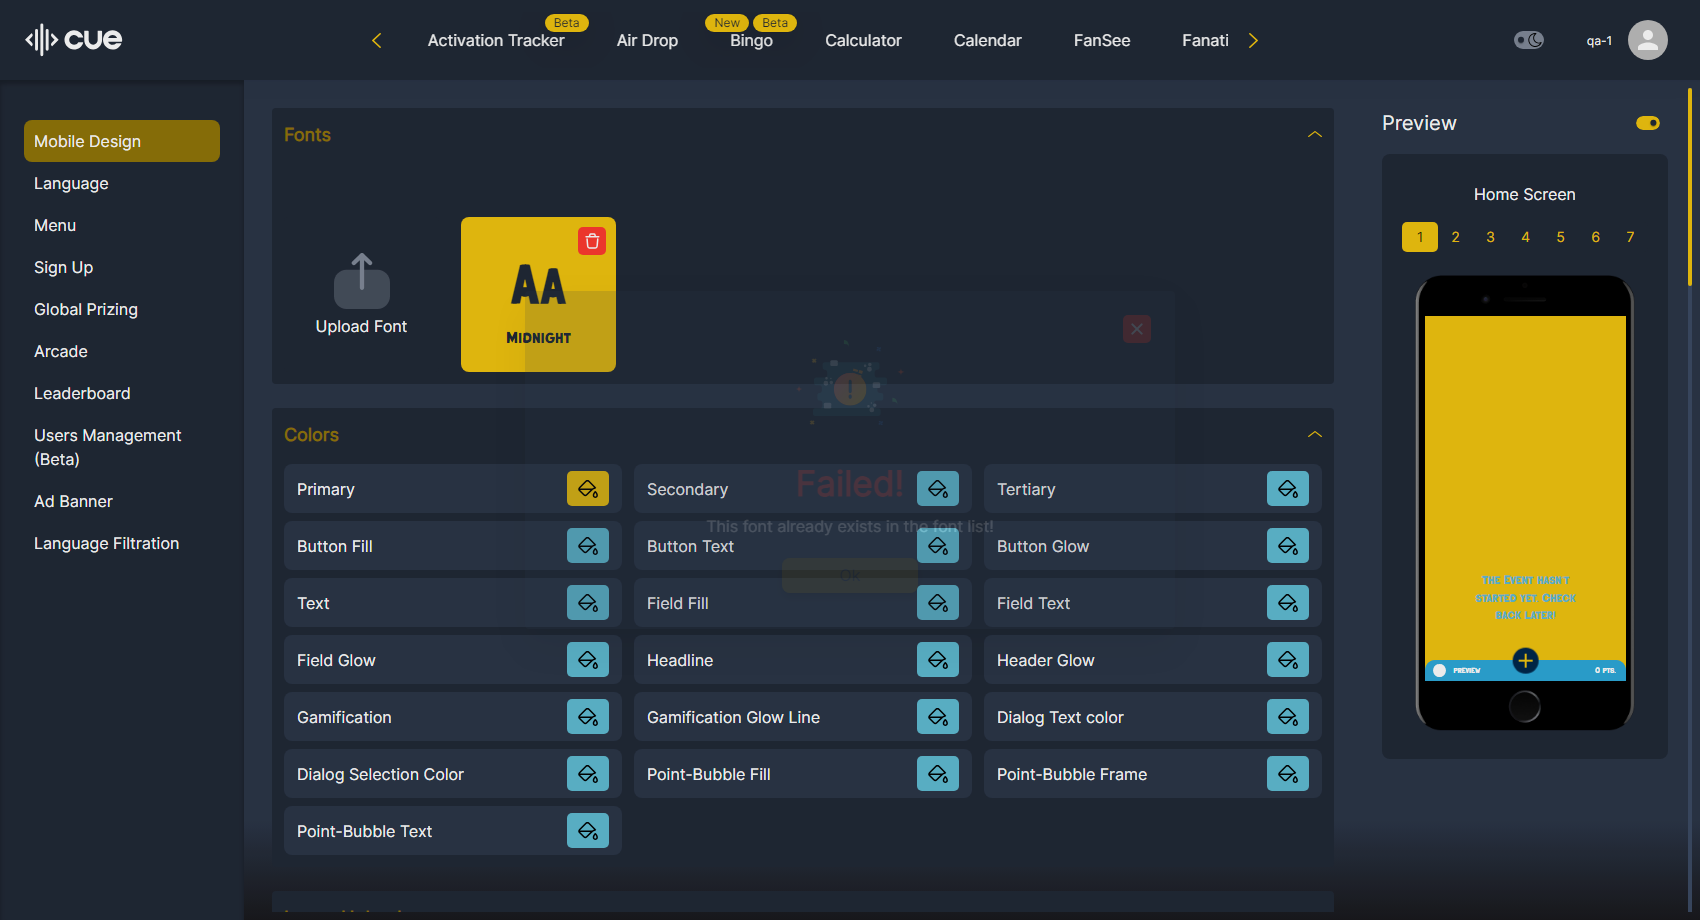 cue
Activation Tracker
Beta
Air Drop
New
Beta
Bingo
Calculator
Calendar
FanSee
Fanati
qa-1
Mobile Design
Language
Menu
Sign Up
Global Prizing
Arcade
Leaderboard
Users Management
(Beta)
Ad Banner
Language Filtration
Fonts
Upload Font
AA
MIDNIGHT
Failed!
This font already exists in the font list!
Ok
Colors
Primary
Secondary
Tertiary
Button Fill
Button Text
Button Glow
Text
Field Fill
Field Text
Field Glow
Headline
Header Glow
Gamification
Gamification Glow Line
Dialog Text color
Dialog Selection Color
Point-Bubble Fill
Point-Bubble Frame
Point-Bubble Text
Preview
Home Screen
1 2 3 4 5 6 7
THE EVENT HASN'T
STARTED YET. CHECK
BACK LATER!
PREVIEW
0 PTS.